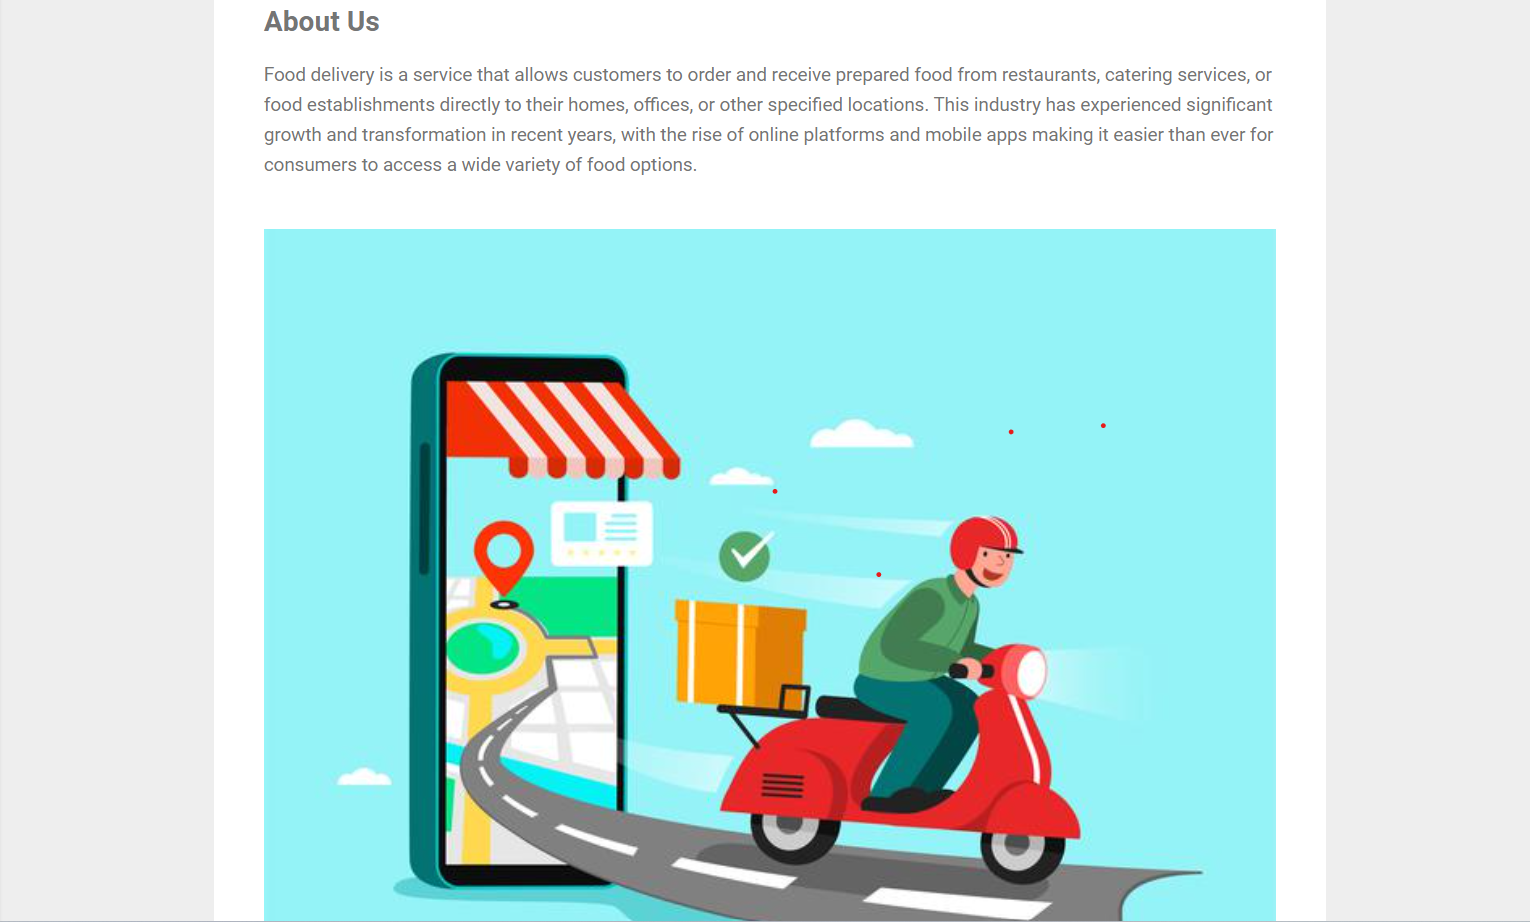 About Us
Food delivery is a service that allows customers to order and receive prepared food from restaurants, catering services, or
food establishments directly to their homes, offices, or other specified locations. This industry has experienced significant
growth and transformation in recent years, with the rise of online platforms and mobile apps making it easier than ever for
consumers to access a wide variety of food options.